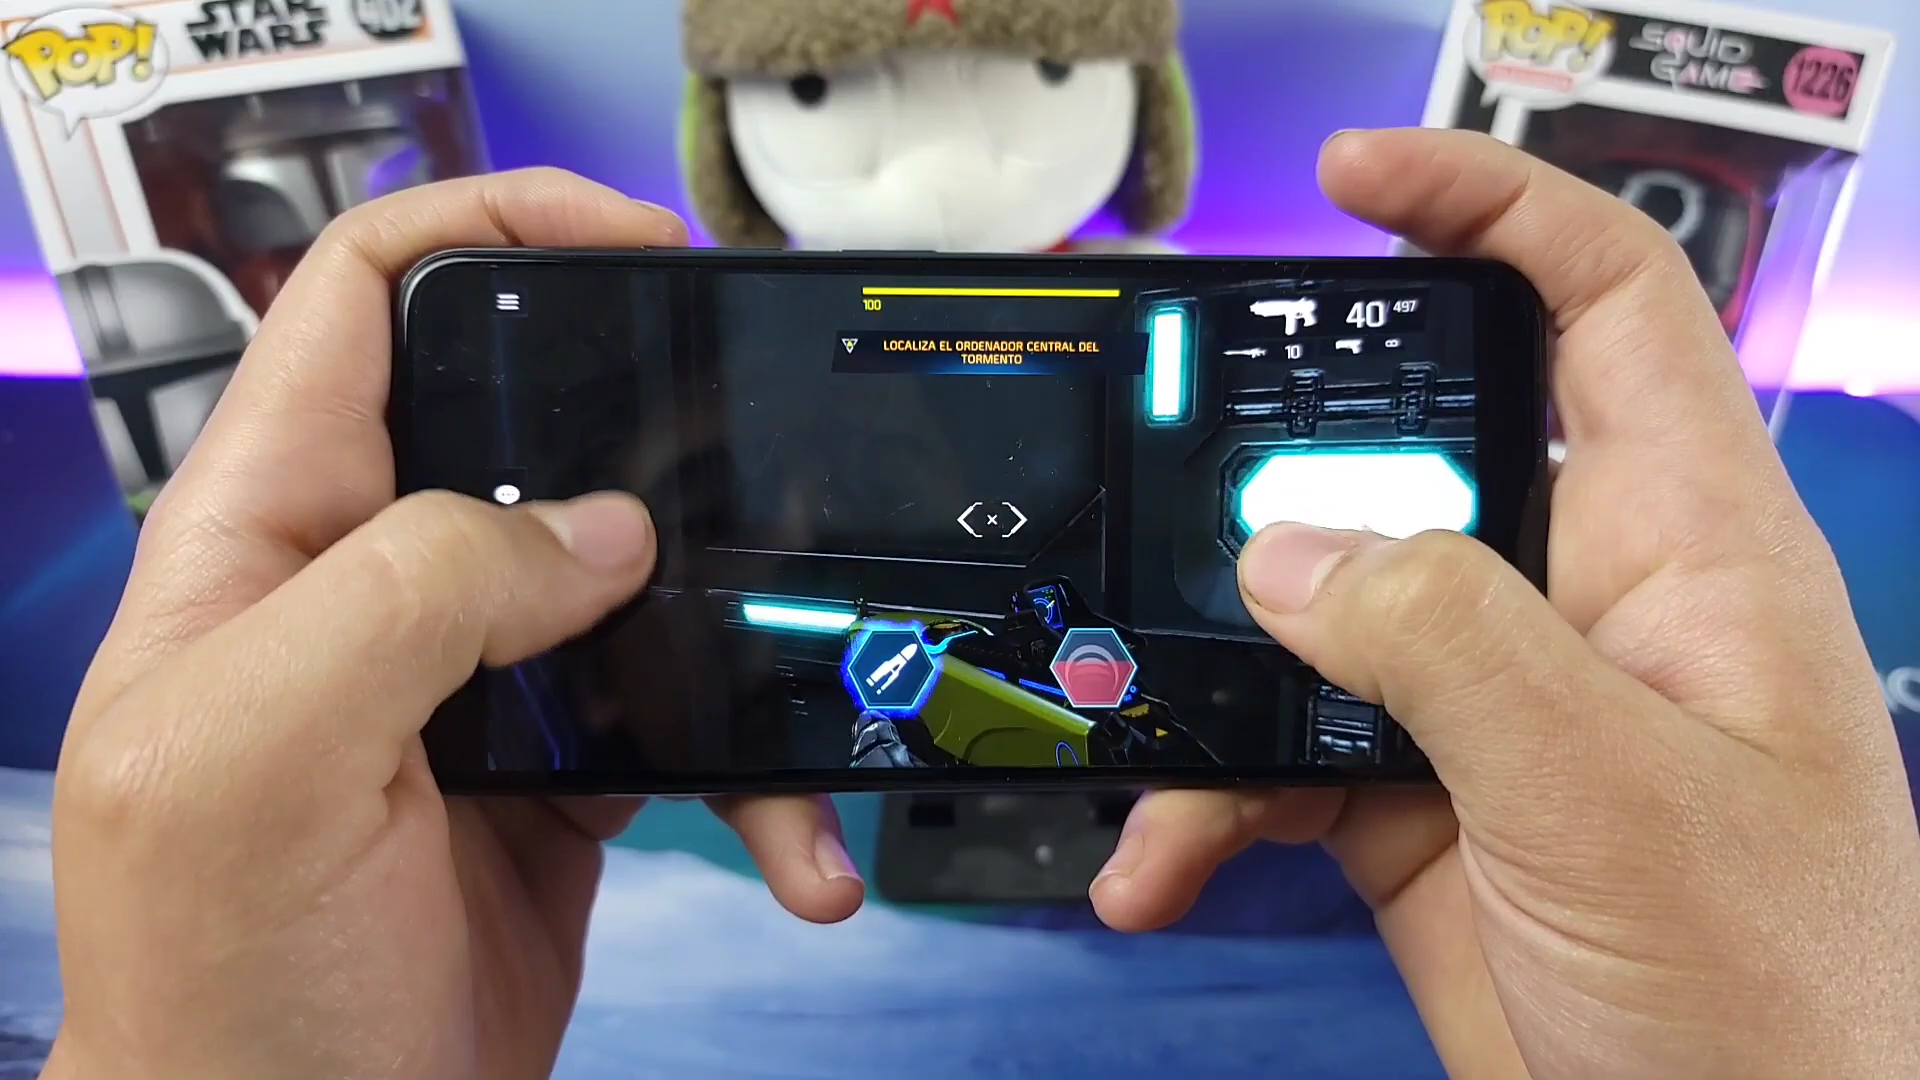 POP!
STAR
WARS
402
POP!
SQUID
GAME
1226
100
LOCALIZA EL ORDENADOR CENTRAL DEL
TORMENTO
40/497
10
∞